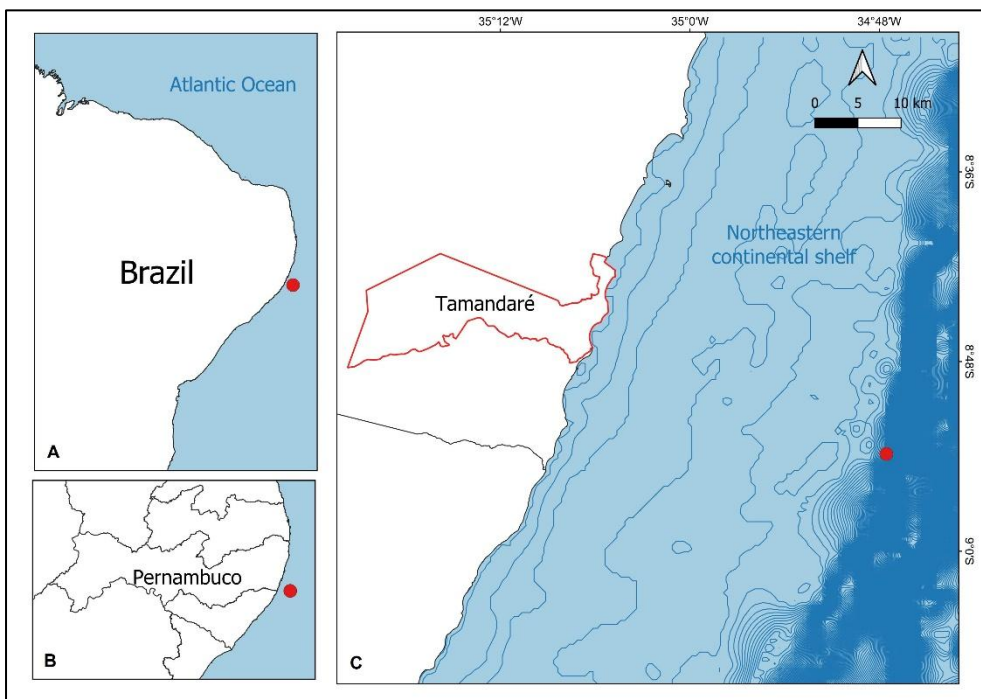 Atlantic Ocean
Brazil
A
Pernambuco
B
35°12'W
35°0'W
34°48'W
0 5 10 km
8°36'S
Northeastern
continental shelf
Tamandaré
8°48'S
9°0'S
C